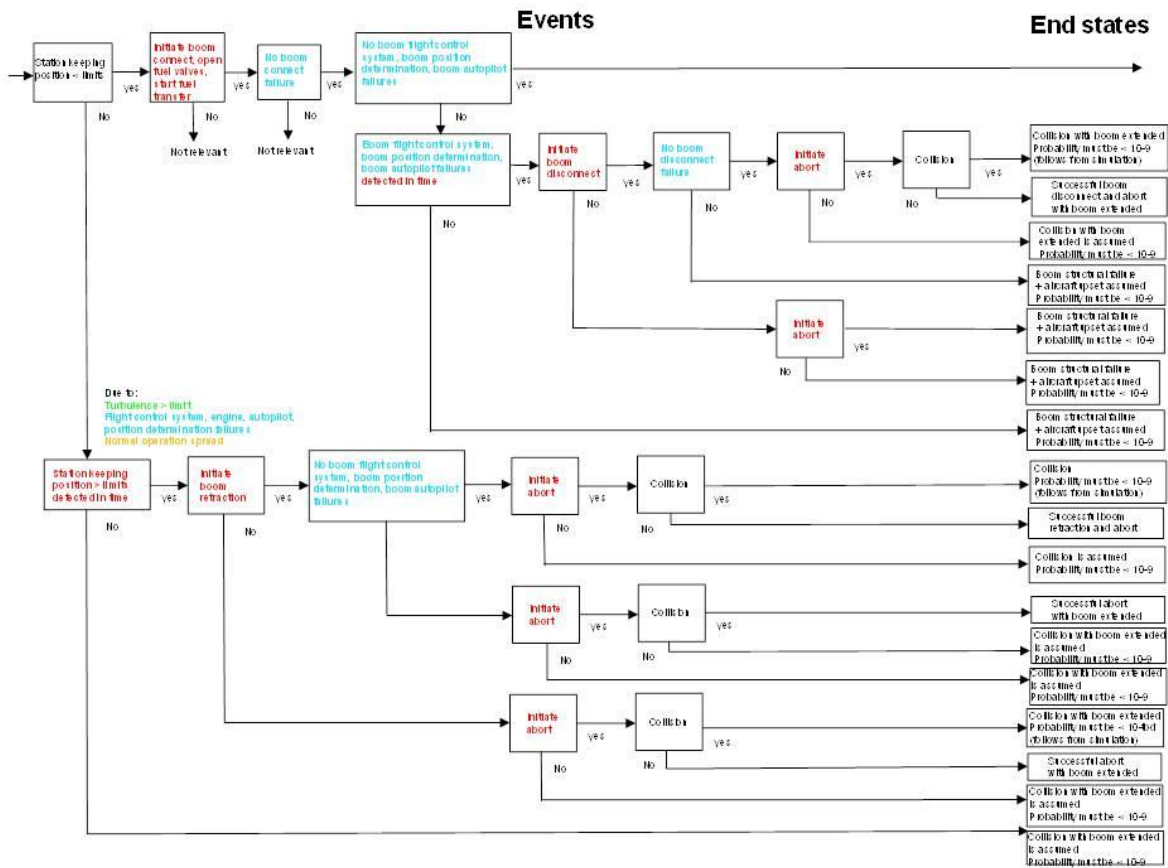 Events
End states
Station keeping
position < limits
yes
No
Initiate boom
connect, open
fuel valves,
start fuel
transfer
yes
No
Not relevant
No boom
connect
failure
yes
No
Not relevant
No boom flight control
system, boom position
determination, boom autopilot
failures
yes
No
Boom flight control system,
boom position determination,
boom autopilot failures
detected in time
yes
No
Initiate
boom
disconnect
yes
No
No boom
disconnect
failure
yes
No
Initiate
abort
yes
No
Collision
yes
No
Collision with boom extended
Probability must be < 10-9
(follows from simulation)
Successful boom
disconnect and abort
with boom extended
Collision with boom
extended is assumed
Probability must be < 10-9
Boom structural failure
+ aircraft upset assumed
Probability must be < 10-9
Initiate
abort
yes
No
Boom structural failure
+ aircraft upset assumed
Probability must be < 10-9
Boom structural failure
+ aircraft upset assumed
Probability must be < 10-9
Boom structural failure
+ aircraft upset assumed
Probability must be < 10-9
Due to:
Turbulence > limit
Flight control system, engine, autopilot,
position determination failures
Normal operation spread
Station keeping
position > limits
detected in time
yes
No
Initiate
boom
retraction
yes
No
No boom flight control
system, boom position
determination, boom autopilot
failures
yes
No
Initiate
abort
yes
No
Collision
yes
No
Collision
Probability must be < 10-9
(follows from simulation)
Successful boom
retraction and abort
Collision is assumed
Probability must be < 10-9
Initiate
abort
yes
No
Collision
yes
No
Successful abort
with boom extended
Collision with boom extended
is assumed
Probability must be < 10-9
Collision with boom extended
is assumed
Probability must be < 10-9
Initiate
abort
yes
No
Collision
yes
No
Collision with boom extended
Probability must be < 10-tbd
(follows from simulation)
Successful abort
with boom extended
Collision with boom extended
is assumed
Probability must be < 10-9
Collision with boom extended
is assumed
Probability must be < 10-9